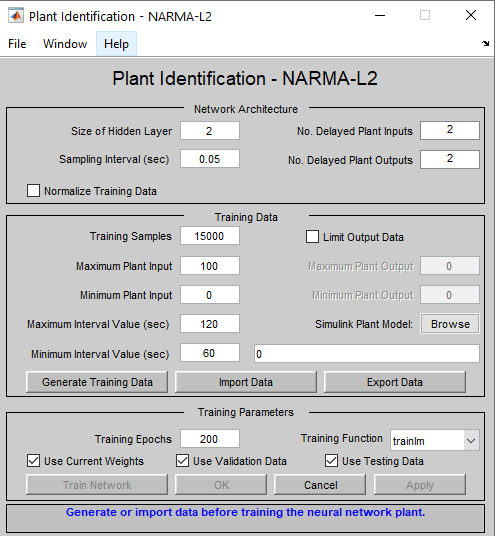 Plant Identification - NARMA-L2
File Window Help
Plant Identification - NARMA-L2
Network Architecture
Size of Hidden Layer 2 No. Delayed Plant Inputs 2
Sampling Interval (sec) 0.05 No. Delayed Plant Outputs 2
Normalize Training Data
Training Data
Training Samples 15000 Limit Output Data
Maximum Plant Input 100 Maximum Plant Output 0
Minimum Plant Input 0 Minimum Plant Output 0
Maximum Interval Value (sec) 120 Simulink Plant Model: Browse
Minimum Interval Value (sec) 60 0
Generate Training Data Import Data Export Data
Training Parameters
Training Epochs 200 Training Function trainlm
Use Current Weights Use Validation Data Use Testing Data
Train Network OK Cancel Apply
Generate or import data before training the neural network plant.